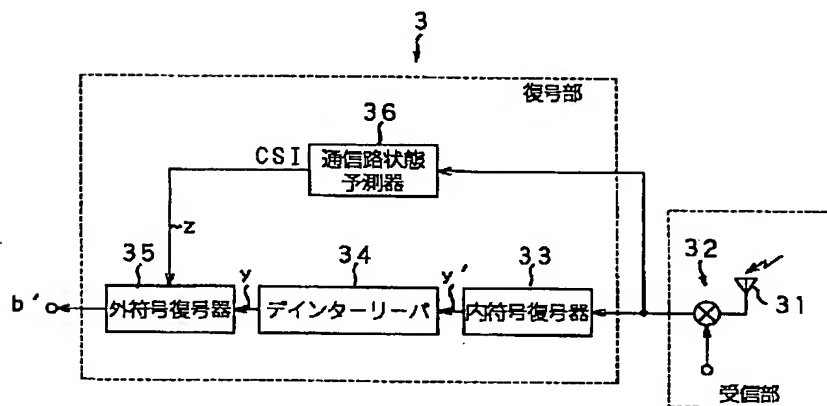 3
復号部
36
CSI
通信路状態
予測器
z
35
34
33
32
y
y'
b'
外符号復号器
デインターリーバ
内符号復号器
31
受信部